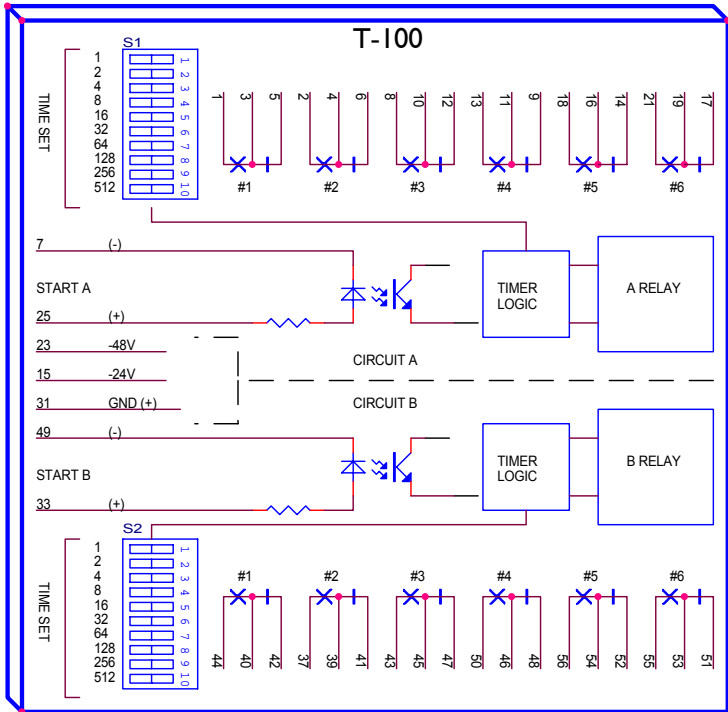 T-100
S1
TIME SET
1
2
4
8
16
32
64
128
256
512
1
2
3
4
5
6
7
8
9
10
1 3 5 2 4 6 8 10 12 13 11 9 18 16 14 21 19 17
#1 #2 #3 #4 #5 #6
7 (-)
START A
25 (+)
TIMER
LOGIC
A RELAY
23 -48V
15 -24V
31 GND (+)
CIRCUIT A
CIRCUIT B
49 (-)
START B
33 (+)
TIMER
LOGIC
B RELAY
S2
TIME SET
1
2
4
8
16
32
64
128
256
512
1
2
3
4
5
6
7
8
9
10
#1 #2 #3 #4 #5 #6
44 40 42 37 39 41 43 45 47 50 46 48 56 54 52 55 53 51